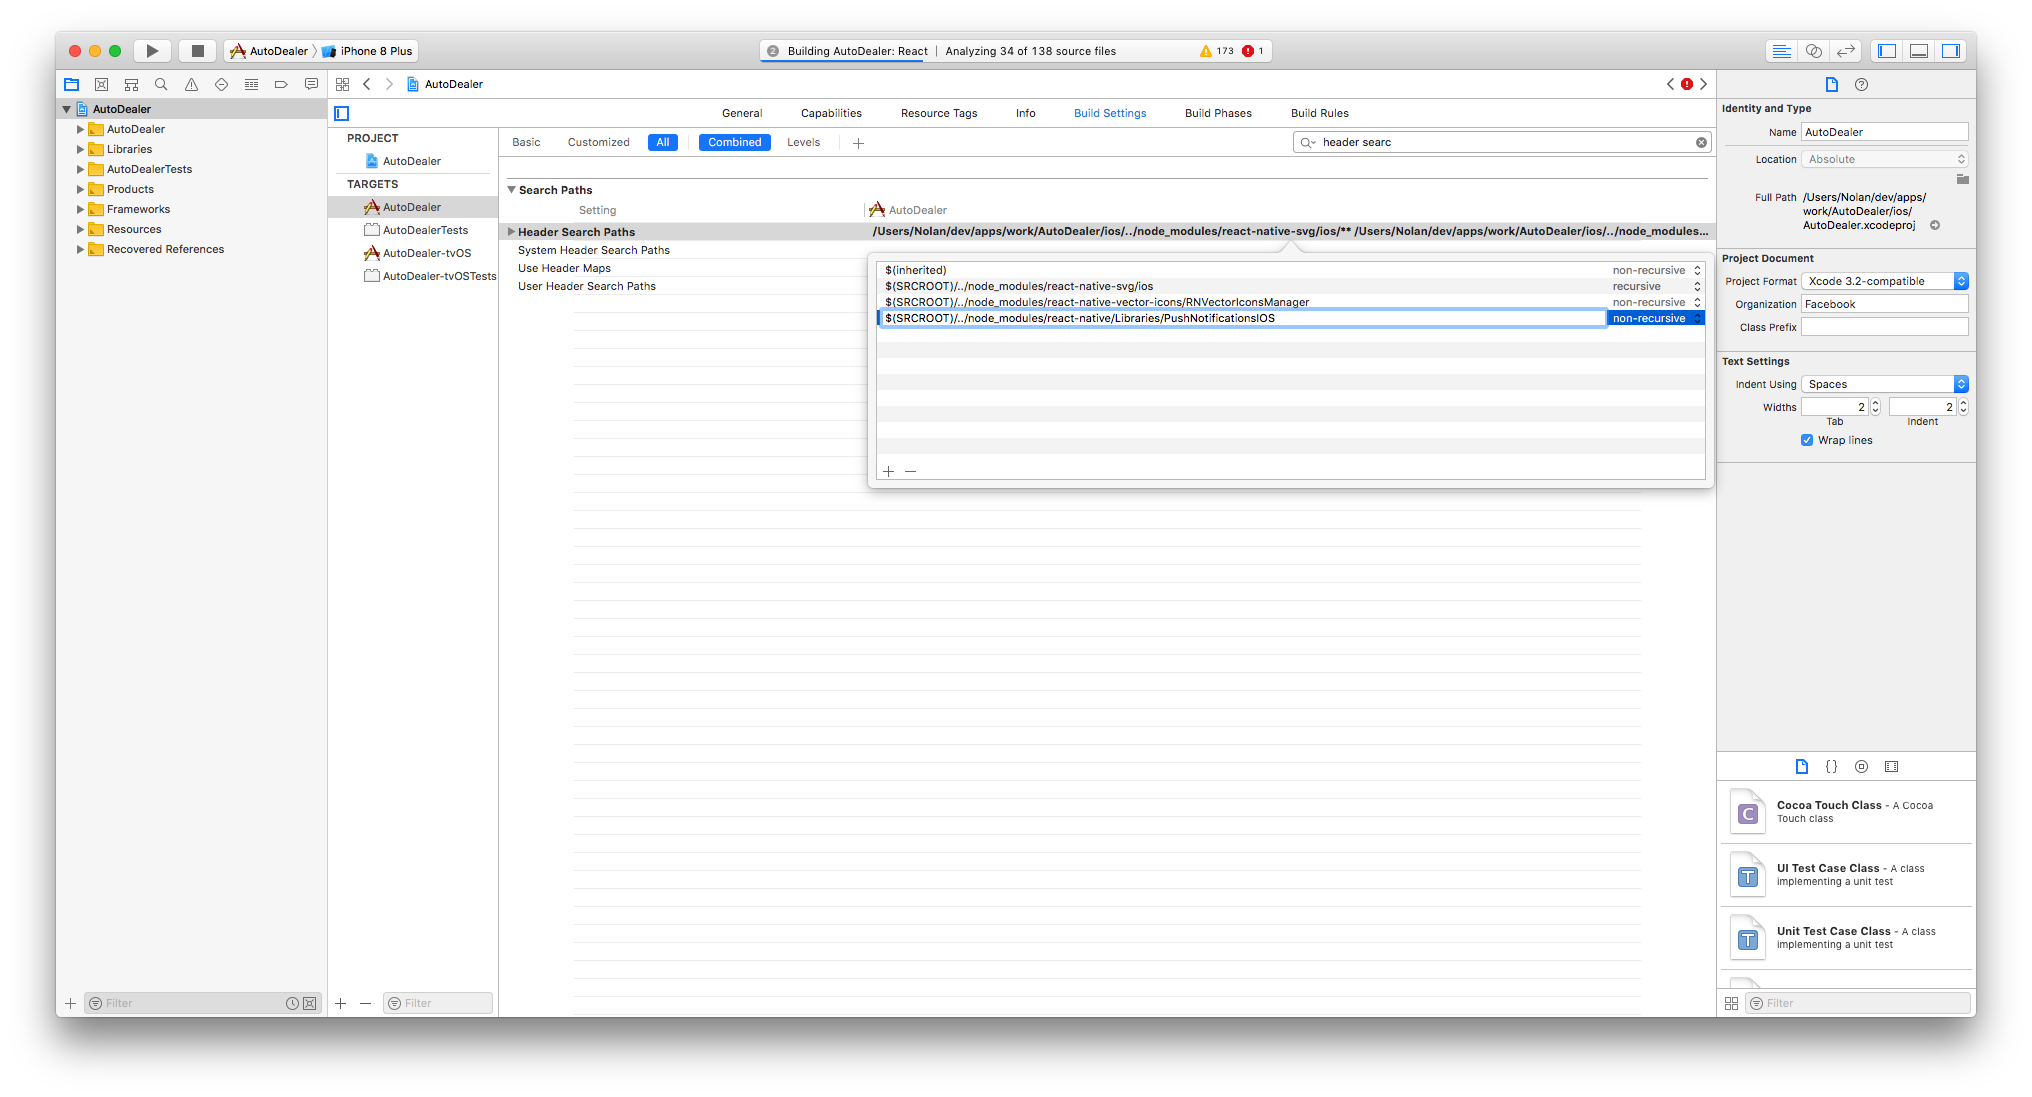 AutoDealer 〉 iPhone 8 Plus
2 Building AutoDealer: React | Analyzing 34 of 138 source files 173 1
AutoDealer
AutoDealer
AutoDealer
Libraries
AutoDealerTests
Products
Frameworks
Resources
Recovered References
Filter
General Capabilities Resource Tags Info Build Settings Build Phases Build Rules
PROJECT
AutoDealer
TARGETS
AutoDealer
AutoDealerTests
AutoDealer-tvOS
AutoDealer-tvOSTests
Filter
Basic Customized All Combined Levels header searc
Search Paths
Setting AutoDealer
Header Search Paths /Users/Nolan/dev/apps/work/AutoDealer/ios/../node_modules/react-native-svg/ios/** /Users/Nolan/dev/apps/work/AutoDealer/ios/../node_modules...
System Header Search Paths
Use Header Maps
User Header Search Paths
$(inherited) non-recursive
$(SRCROOT)/../node_modules/react-native-svg/ios recursive
$(SRCROOT)/../node_modules/react-native-vector-icons/RNVectorIconsManager non-recursive
$(SRCROOT)/../node_modules/react-native/Libraries/PushNotificationsIOS non-recursive
AutoDealer
Identity and Type
Name AutoDealer
Location Absolute
Full Path /Users/Nolan/dev/apps/
work/AutoDealer/ios/
AutoDealer.xcodeproj
Project Document
Project Format Xcode 3.2-compatible
Organization Facebook
Class Prefix
Text Settings
Indent Using Spaces
Widths 2 2
Tab Indent
Wrap lines
{}
C Cocoa Touch Class - A Cocoa
Touch class
T UI Test Case Class - A class
implementing a unit test
T Unit Test Case Class - A class
implementing a unit test
Filter